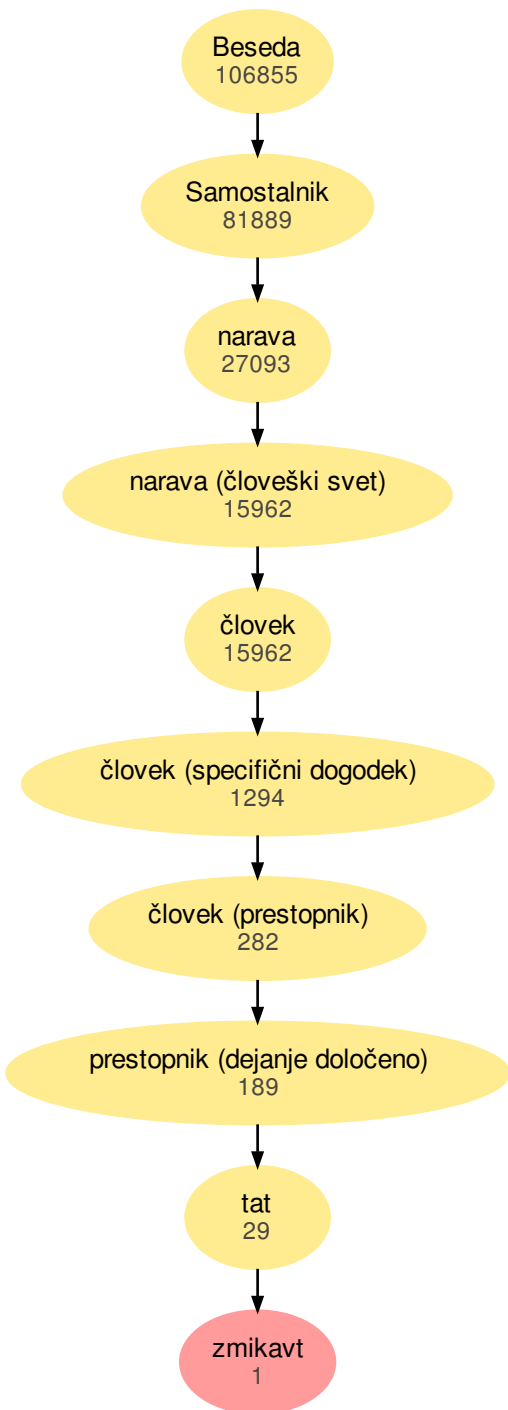 Beseda
106855
Samostalnik
81889
narava
27093
narava (človeški svet)
15962
človek
15962
človek (specifični dogodek)
1294
človek (prestopnik)
282
prestopnik (dejanje določeno)
189
tat
29
zmikavt
1